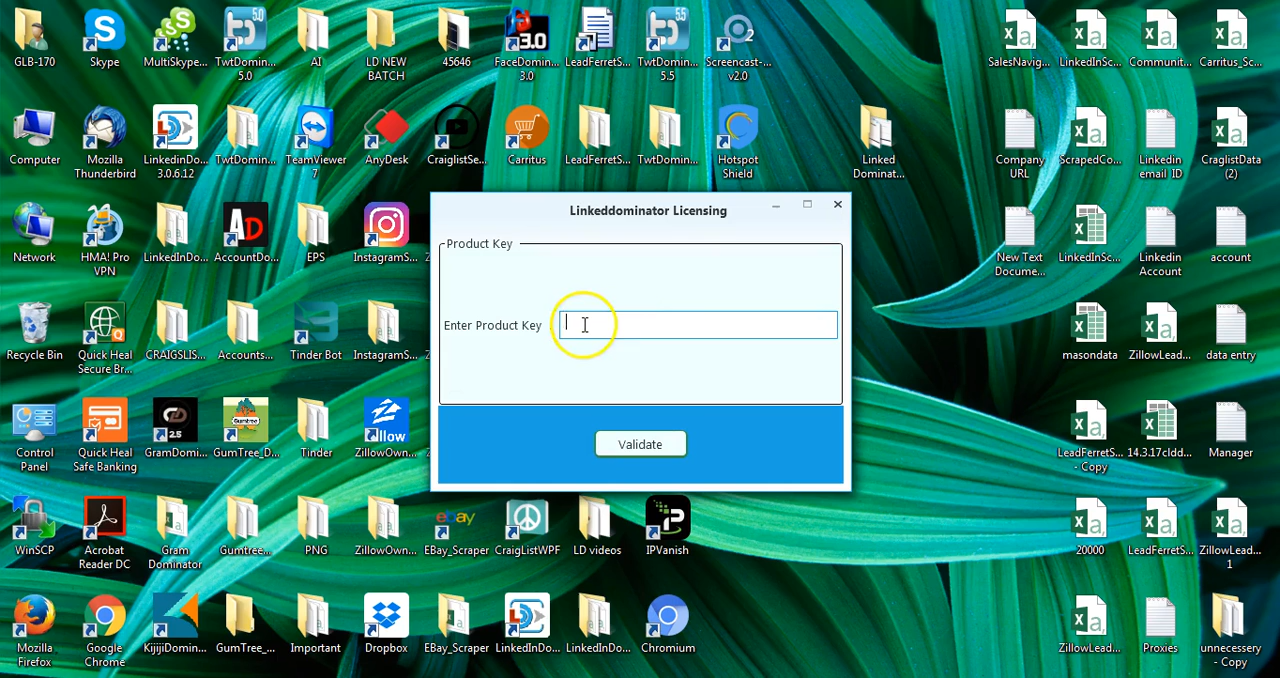 GLB-170
Skype
MultiSkype...
TwtDomin...
5.0
AI
LD NEW
BATCH
45646
FaceDomin...
3.0
LeadFerretS...
TwtDomin...
5.5
Screencast-...
v2.0
SalesNavig...
LinkedInSc...
Communit...
Carritus_Sc...
Computer
Mozilla
Thunderbird
LinkedinDo...
3.0.6.12
TwtDomin...
TeamViewer
7
AnyDesk
CraiglistSe...
Carritus
LeadFerretS...
TwtDomin...
Hotspot
Shield
Linked
Dominat...
Company
URL
ScrapedCo...
Linkedin
email ID
CraglistData
(2)
Linkeddominator Licensing
Product Key
Enter Product Key
Validate
Network
HMA! Pro
VPN
LinkedInDo...
AccountDo...
EPS
InstagramS...
New Text
Docume...
LinkedInSc...
Linkedin
Account
account
Recycle Bin
Quick Heal
Secure Br...
CRAIGSLIS...
Accounts...
Tinder Bot
InstagramS...
masondata
ZillowLead...
data entry
Control
Panel
Quick Heal
Safe Banking
GramDomi...
GumTree_D...
Tinder
ZillowOwn...
LeadFerretS...
- Copy
14.3.17cldd...
Manager
WinSCP
Acrobat
Reader DC
Gram
Dominator
Gumtree...
PNG
ZillowOwn...
EBay_Scraper
CraigListWPF
LD videos
IPVanish
20000
LeadFerretS...
ZillowLead...
1
Mozilla
Firefox
Google
Chrome
KijijiDomin...
GumTree_...
Important
Dropbox
EBay_Scraper
LinkedInDo...
LinkedInDo...
Chromium
ZillowLead...
Proxies
unnecessery
- Copy